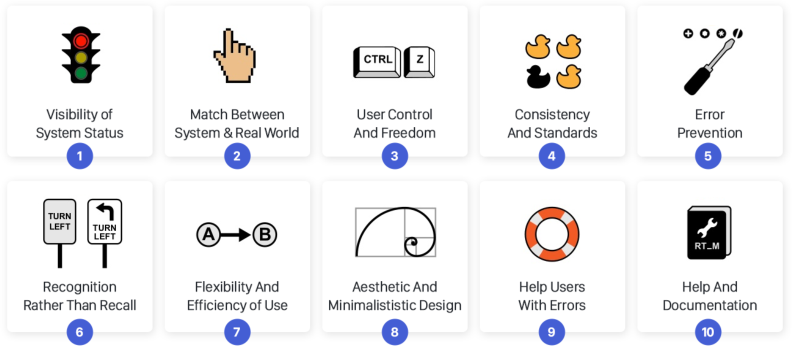 CTRL Z
Visibility of
System Status
1
Match Between
System & Real World
2
User Control
And Freedom
3
Consistency
And Standards
4
Error
Prevention
5
TURN
LEFT
TURN
LEFT
Recognition
Rather Than Recall
6
A B
Flexibility And
Efficiency of Use
7
Aesthetic And
Minimalististic Design
8
Help Users
With Errors
9
RT_M
Help And
Documentation
10